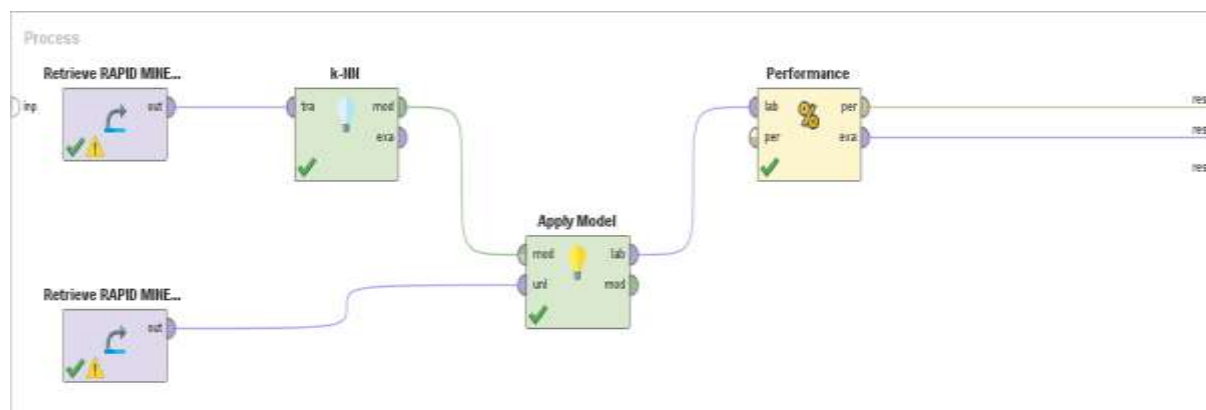 Process
Retrieve RAPID MINE...
k-NN
Performance
inp
out
tra
mod
exa
lab
per
res
per
exa
res
res
Apply Model
mod
lab
unl
mod
Retrieve RAPID MINE...
out